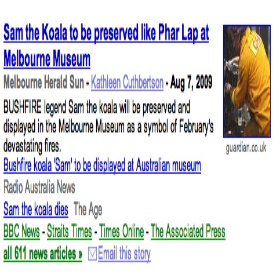 Sam the Koala to be preserved like Phar Lap at
Melbourne Museum
Melbourne Herald Sun - Kathleen Cuthbertson - Aug 7, 2009
BUSHFIRE legend Sam the koala will be preserved and
displayed in the Melbourne Museum as a symbol of February's
devastating fires.
guardian.co.uk
Bushfire koala 'Sam' to be displayed at Australian museum
Radio Australia News
Sam the koala dies The Age
BBC News - Straits Times - Times Online - The Associated Press
all 611 news articles » Email this story